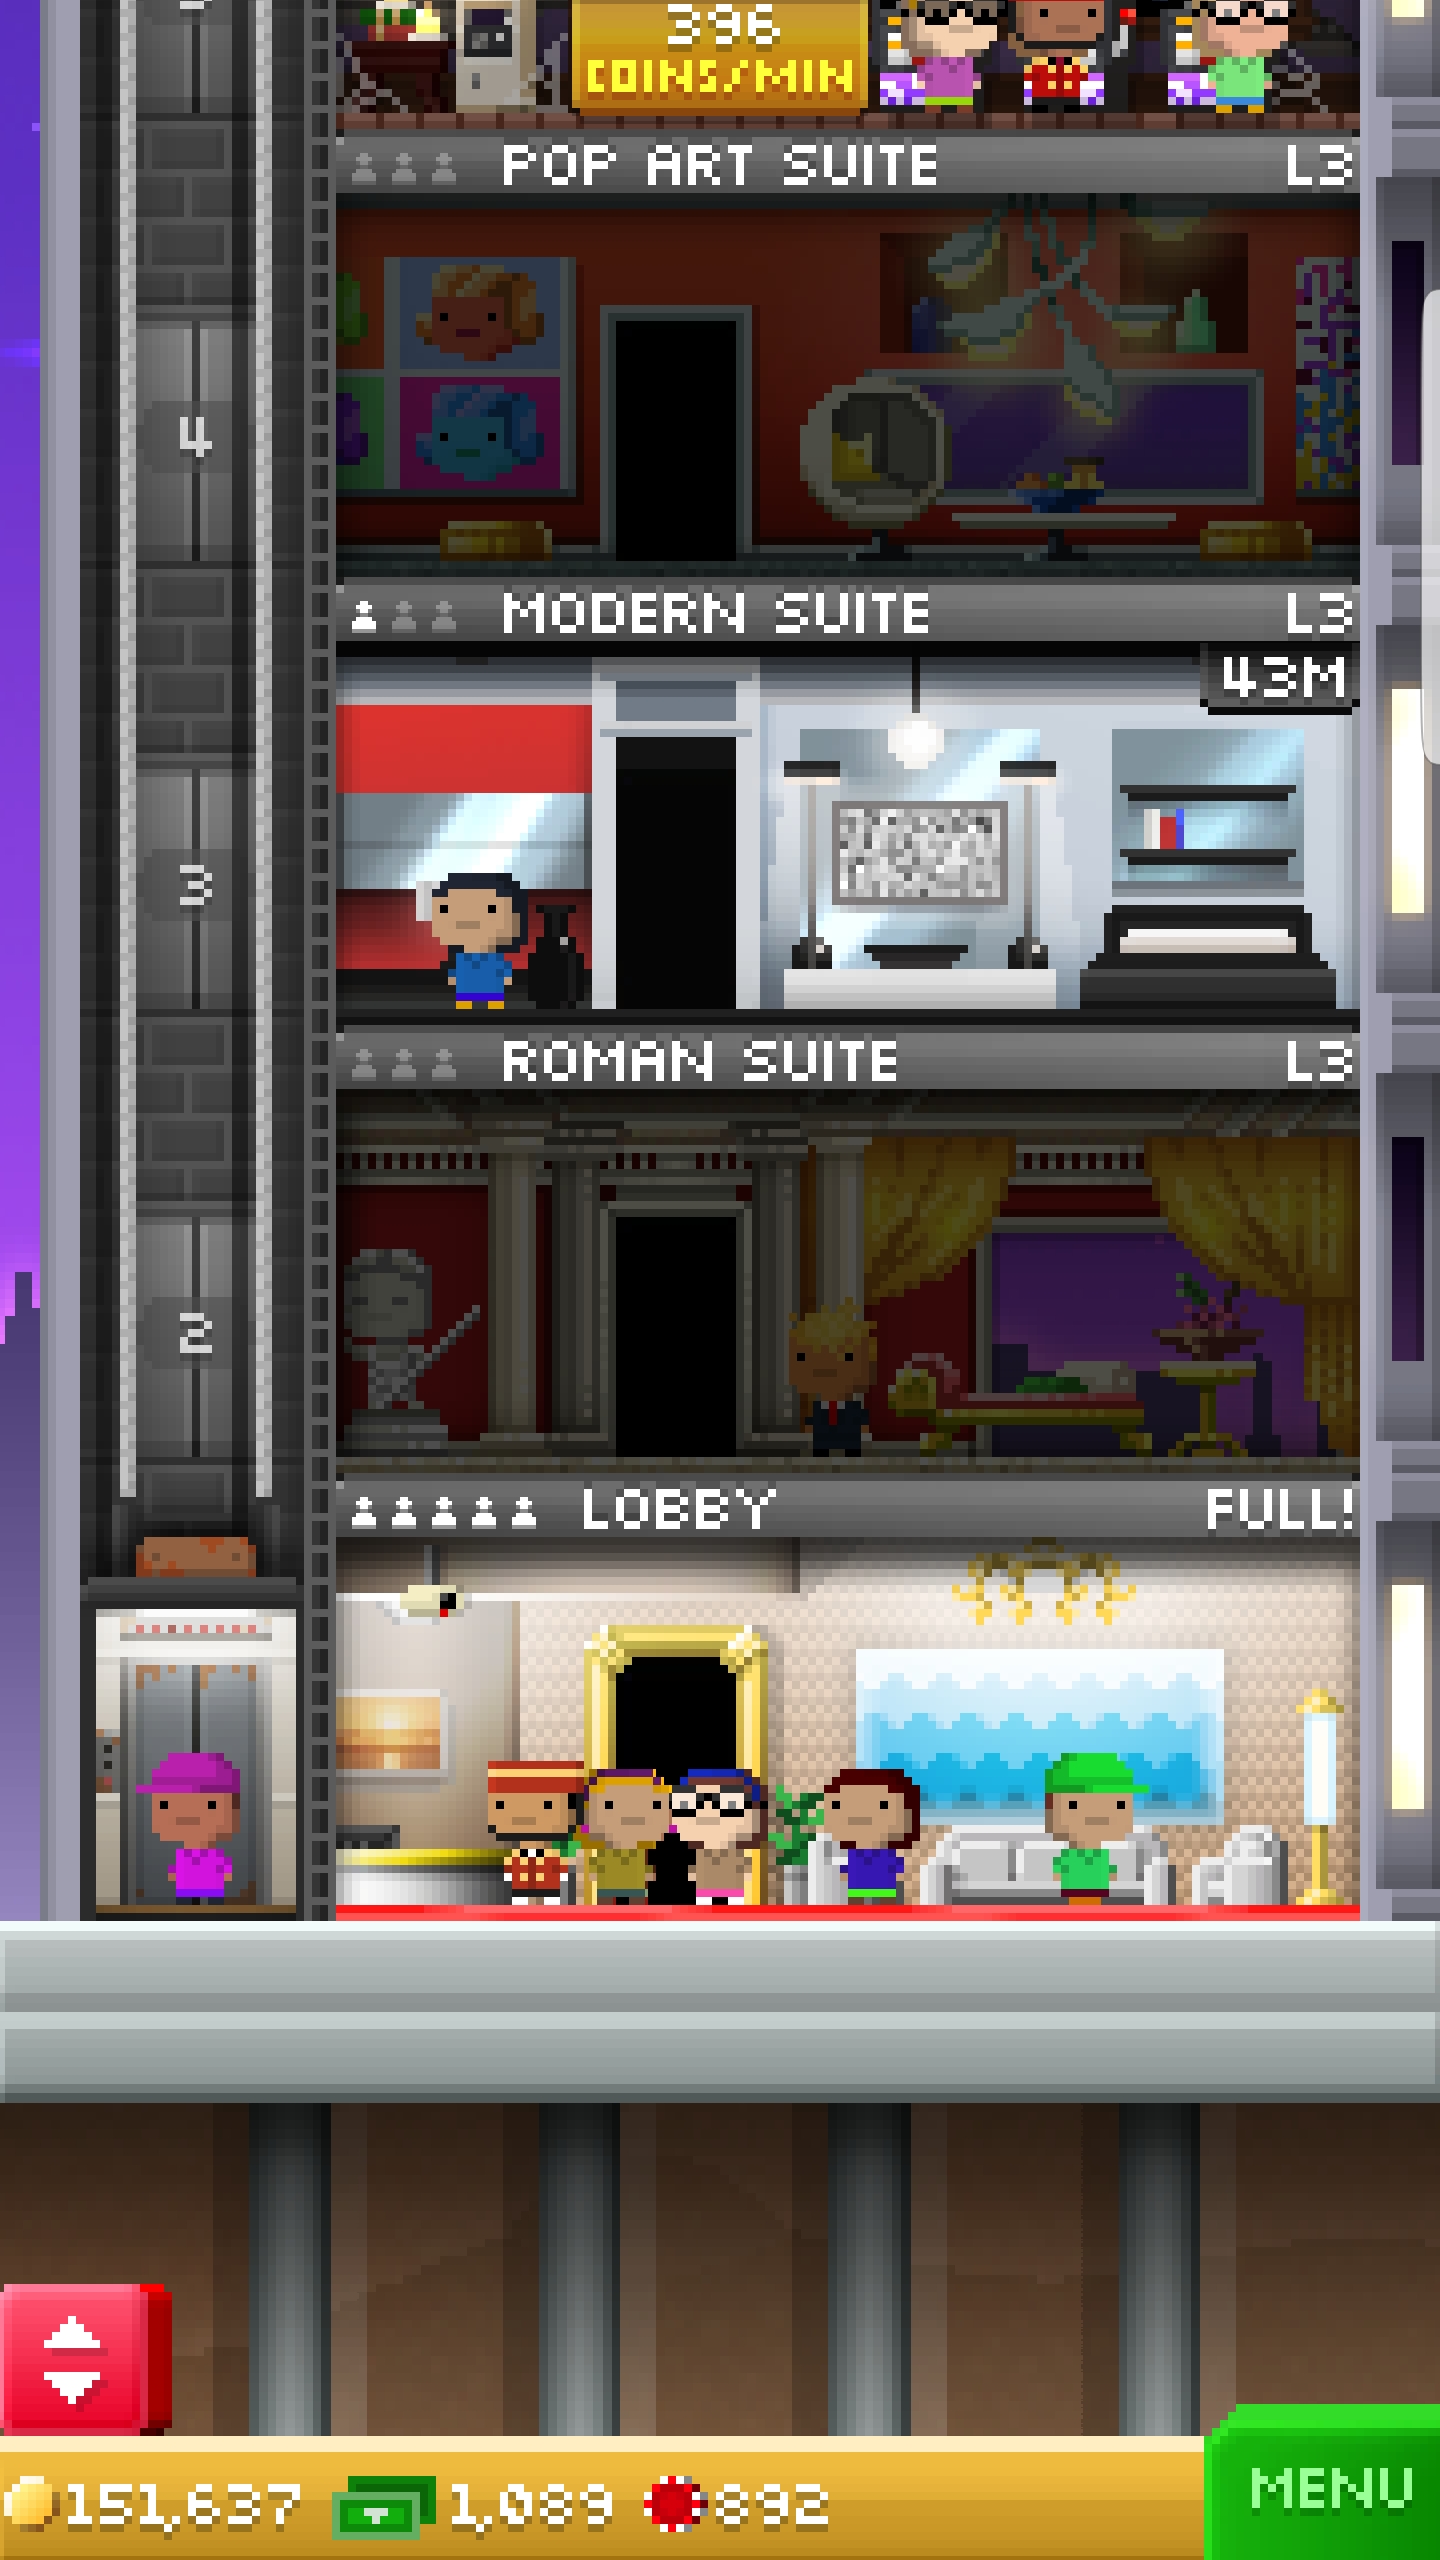 396
COINS/MIN
POP ART SUITE L3
4
MODERN SUITE L3
43M
3
ROMAN SUITE L3
2
LOBBY FULL!
151,637 1,089 892
MENU